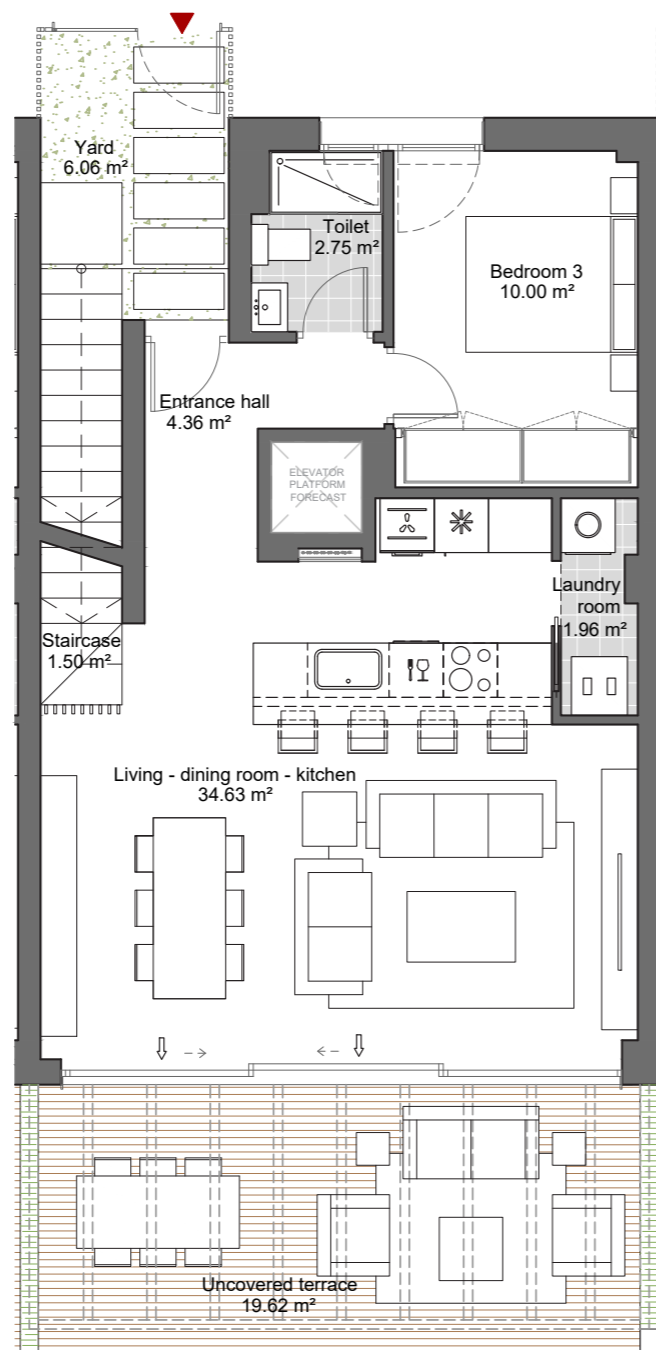 Yard
6.06 m²
Toilet
2.75 m²
Bedroom 3
10.00 m²
Entrance hall
4.36 m²
ELEVATOR
PLATFORM
FORECAST
Laundry
room
1.96 m²
Staircase
1.50 m²
Living - dining room - kitchen
34.63 m²
Uncovered terrace
19.62 m²